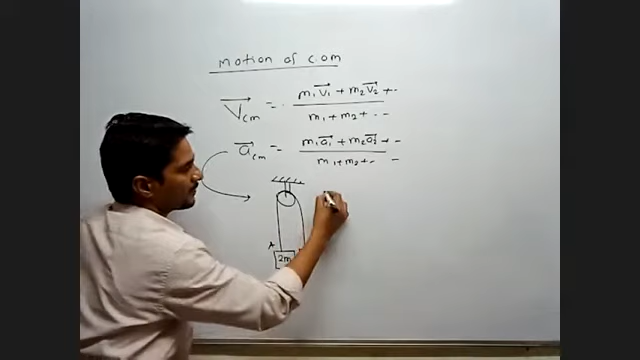 motion of com
V⃗cm = . m₁v⃗₁ + m₂v⃗₂ + .. / m₁ + m₂ + . . –
a⃗cm = m₁a⃗₁ + m₂a⃗₂ + – / m₁ + m₂ + .. –
A
2m